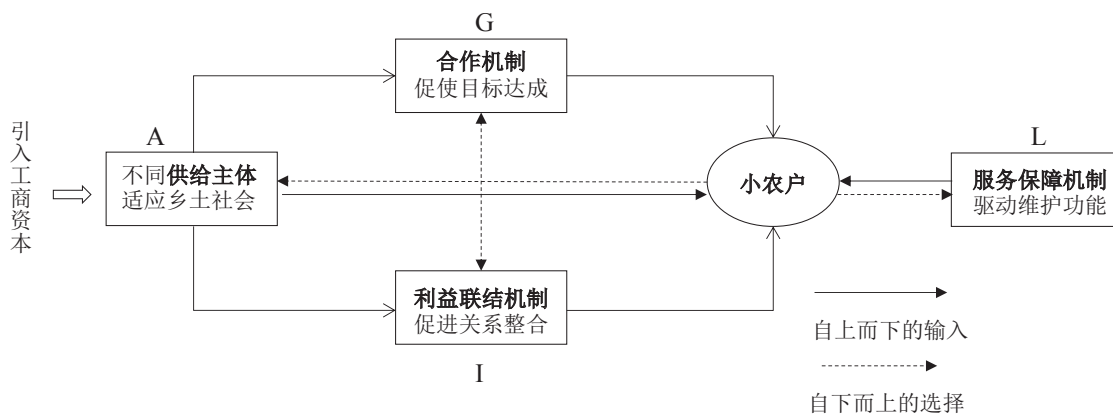 G
合作机制
促使目标达成
引入工商资本
A
不同供给主体
适应乡土社会
小农户
L
服务保障机制
驱动维护功能
利益联结机制
促进关系整合
I
自上而下的输入
自下而上的选择